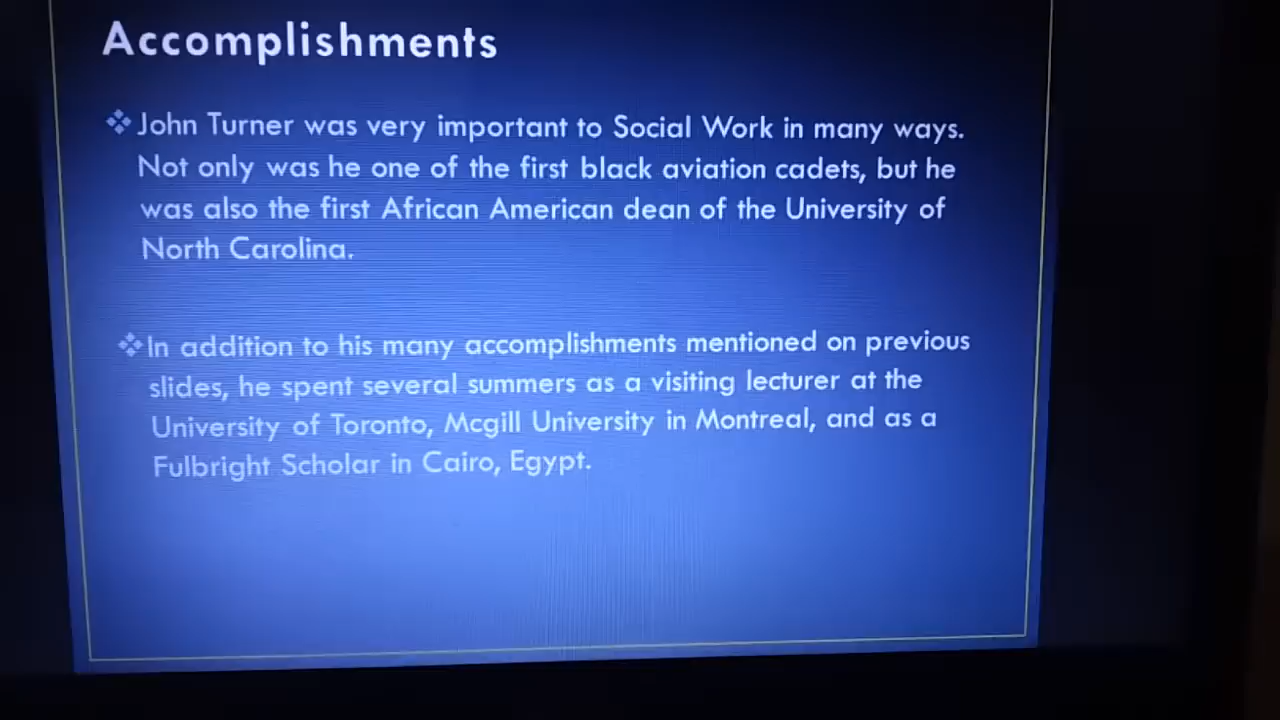 Accomplishments
John Turner was very important to Social Work in many ways.
Not only was he one of the first black aviation cadets, but he
was also the first African American dean of the University of
North Carolina.
In addition to his many accomplishments mentioned on previous
slides, he spent several summers as a visiting lecturer at the
University of Toronto, Mcgill University in Montreal, and as a
Fulbright Scholar in Cairo, Egypt.